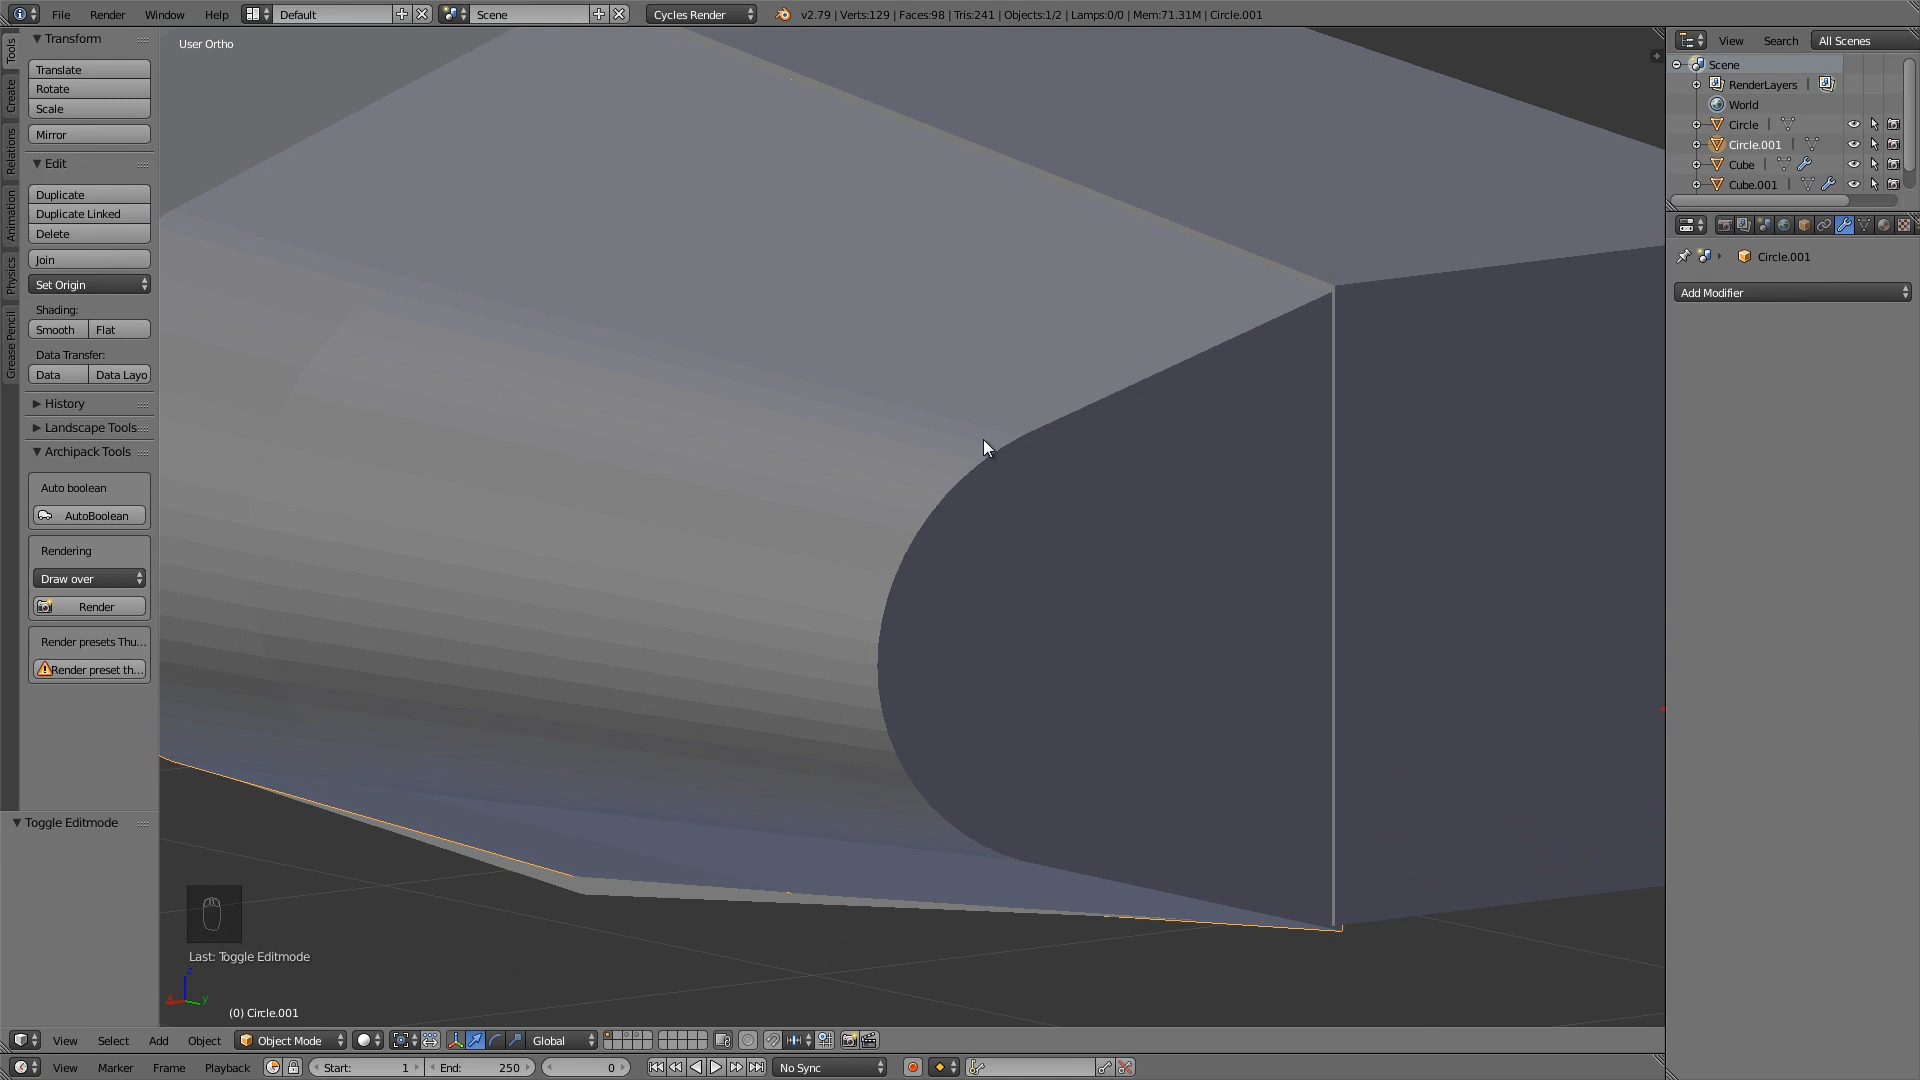 File Render Window Help Default Scene Cycles Render v2.79 | Verts:129 | Faces:98 | Tris:241 | Objects:1/2 | Lamps:0/0 | Mem:71.31M | Circle.001
Tools
Create
Relations
Animation
Physics
Grease Pencil
Transform
Translate
Rotate
Scale
Mirror
Edit
Duplicate
Duplicate Linked
Delete
Join
Set Origin
Shading:
Smooth Flat
Data Transfer:
Data Data Layo
History
Landscape Tools
Archipack Tools
Auto boolean
AutoBoolean
Rendering
Draw over
Render
Render presets Thu...
Render preset th...
Toggle Editmode
User Ortho
Last: Toggle Editmode
z
x y
(0) Circle.001
View Search All Scenes
Scene
RenderLayers |
World
Circle |
Circle.001 |
Cube |
Cube.001 |
Circle.001
Add Modifier
View Select Add Object Object Mode Global
View Marker Frame Playback Start: 1 End: 250 0 No Sync